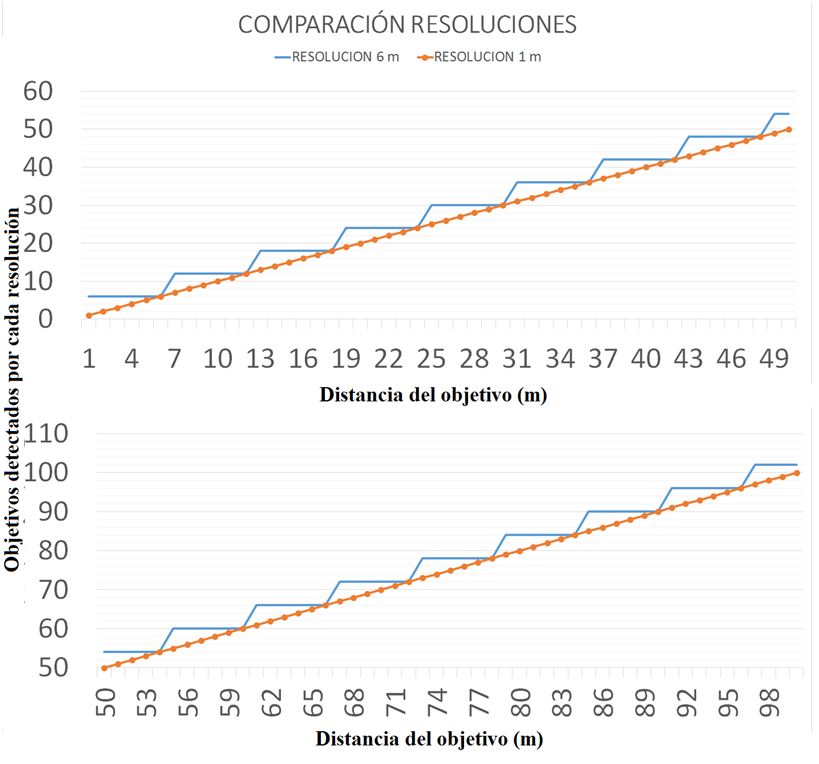 COMPARACIÓN RESOLUCIONES
RESOLUCION 6 m RESOLUCION 1 m
60
50
40
30
20
10
0
1 4 7 10 13 16 19 22 25 28 31 34 37 40 43 46 49
Distancia del objetivo (m)
Objetivos detectados por cada resolución
110
100
90
80
70
60
50
50 53 56 59 62 65 68 71 74 77 80 83 86 89 92 95 98
Distancia del objetivo (m)